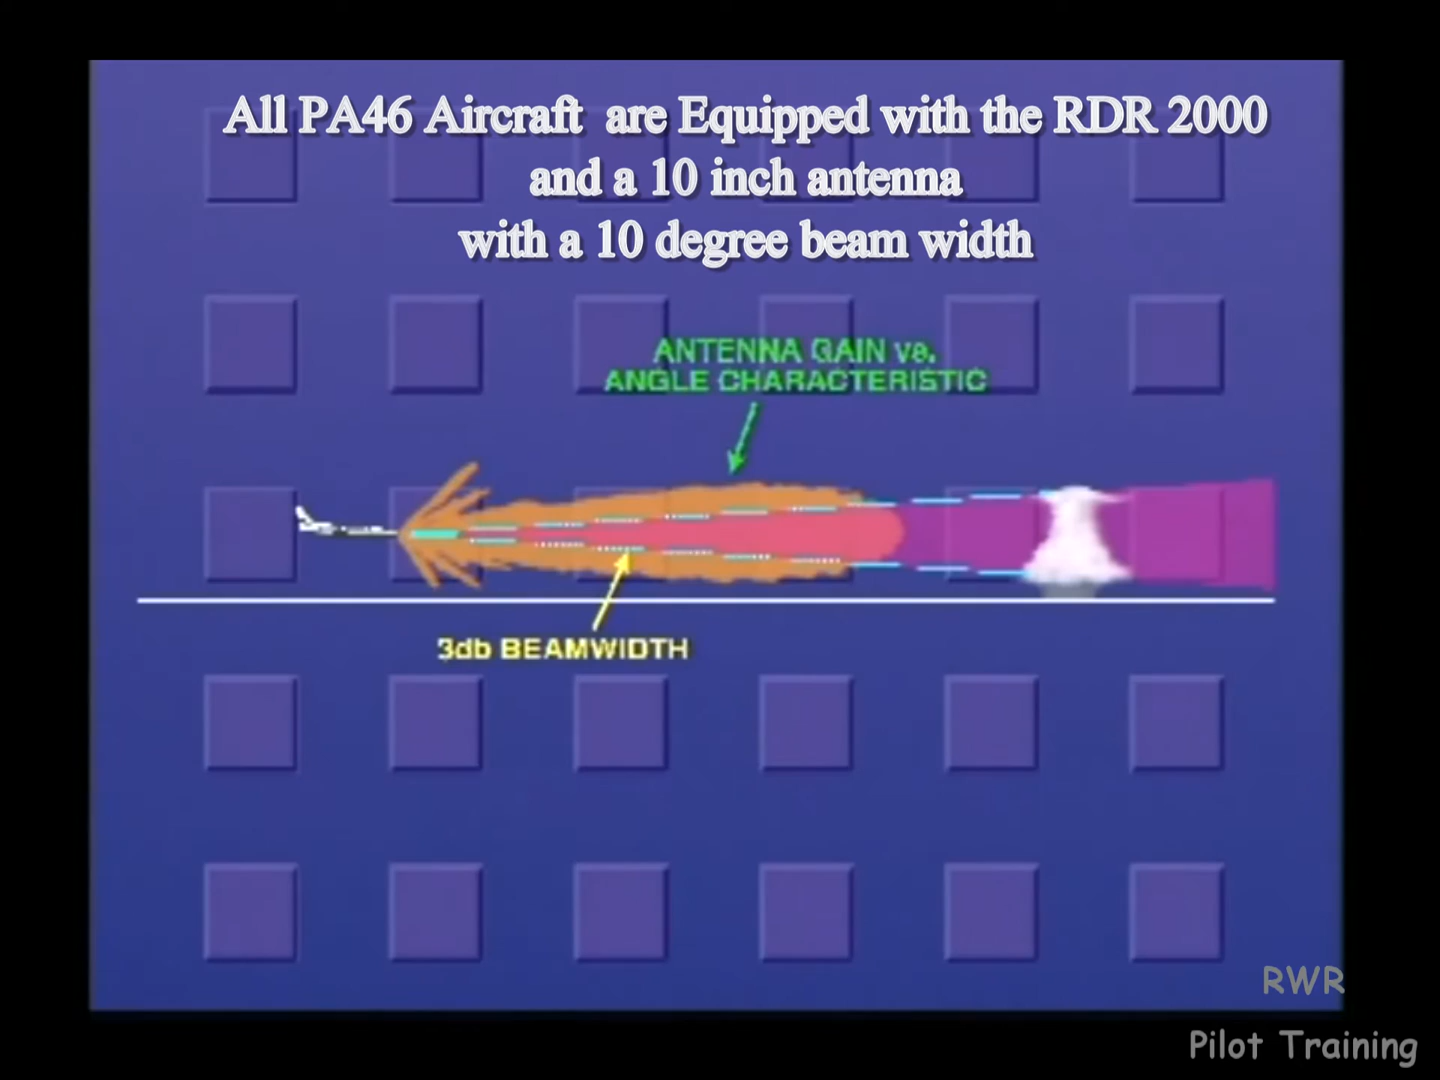 All PA46 Aircraft are Equipped with the RDR 2000
and a 10 inch antenna
with a 10 degree beam width
ANTENNA GAIN vs.
ANGLE CHARACTERISTIC
3db BEAMWIDTH
RWR
Pilot Training